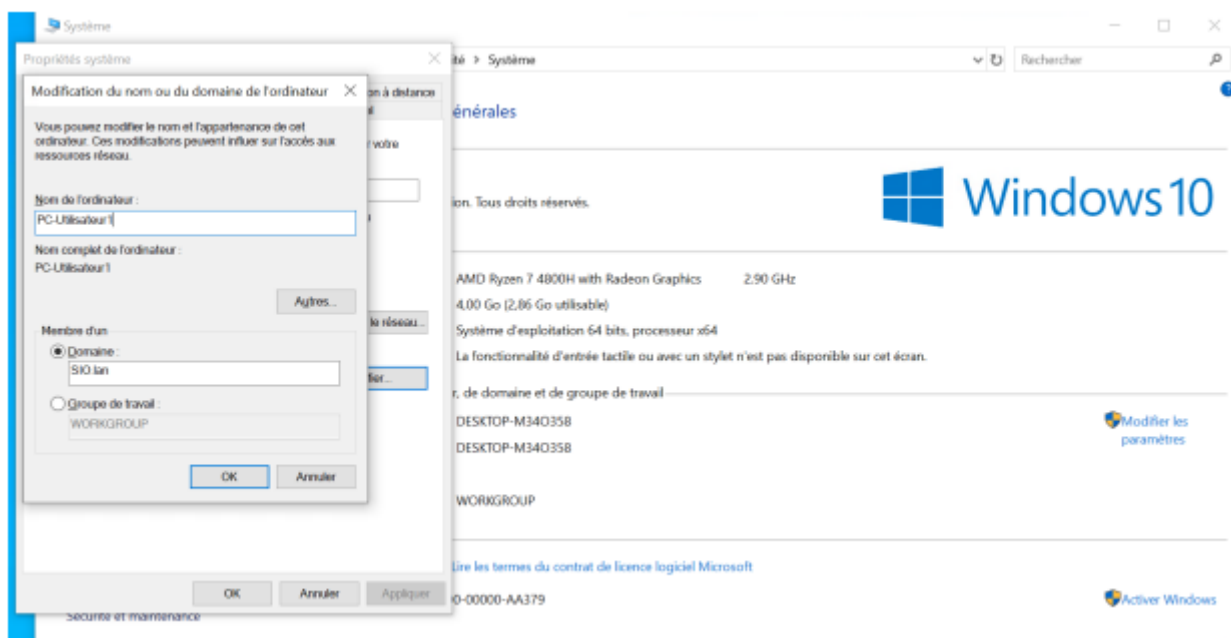 Système
Propriétés système
ité > Système
Rechercher
Modification du nom ou du domaine de l'ordinateur
on à distance
énérales
Vous pouvez modifier le nom et l'appartenance de cet
ordinateur. Ces modifications peuvent influer sur l'accès aux
ressources réseau.
r votre
Nom de l'ordinateur :
PC-Utilisateur1
ion. Tous droits réservés.
Windows 10
Nom complet de l'ordinateur :
PC-Utilisateur1
AMD Ryzen 7 4800H with Radeon Graphics 2.90 GHz
Autres...
4,00 Go (2,86 Go utilisable)
le réseau...
Système d'exploitation 64 bits, processeur x64
Membre d'un
Domaine :
La fonctionnalité d'entrée tactile ou avec un stylet n'est pas disponible sur cet écran.
SIO.lan
fier...
r, de domaine et de groupe de travail
Groupe de travail :
WORKGROUP
DESKTOP-M34O358
Modifier les
paramètres
DESKTOP-M34O358
OK Annuler
WORKGROUP
Lire les termes du contrat de licence logiciel Microsoft
OK Annuler Appliquer
0-00000-AA379
Activer Windows
Sécurité et maintenance